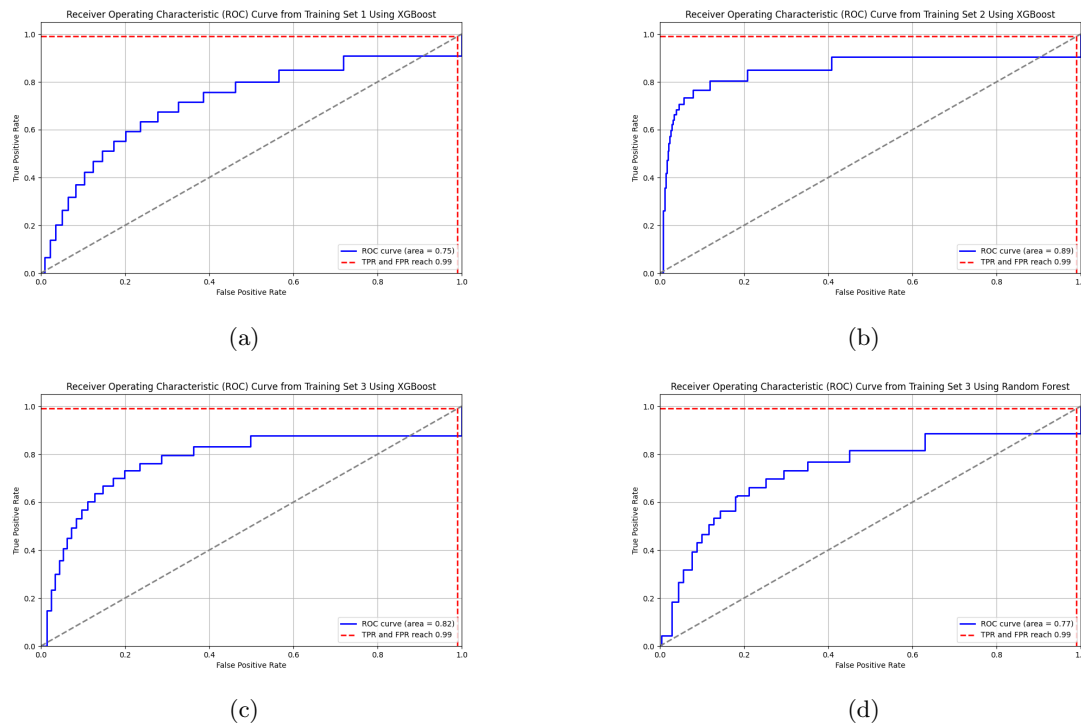 Receiver Operating Characteristic (ROC) Curve from Training Set 1 Using XGBoost
1.0
0.8
0.6
0.4
0.2
0.0
True Positive Rate
ROC curve (area = 0.75)
TPR and FPR reach 0.99
0.0 0.2 0.4 0.6 0.8 1.0
False Positive Rate
(a)
Receiver Operating Characteristic (ROC) Curve from Training Set 2 Using XGBoost
1.0
0.8
0.6
0.4
0.2
0.0
True Positive Rate
ROC curve (area = 0.89)
TPR and FPR reach 0.99
0.0 0.2 0.4 0.6 0.8 1.0
False Positive Rate
(b)
Receiver Operating Characteristic (ROC) Curve from Training Set 3 Using XGBoost
1.0
0.8
0.6
0.4
0.2
0.0
True Positive Rate
ROC curve (area = 0.82)
TPR and FPR reach 0.99
0.0 0.2 0.4 0.6 0.8 1.0
False Positive Rate
(c)
Receiver Operating Characteristic (ROC) Curve from Training Set 3 Using Random Forest
1.0
0.8
0.6
0.4
0.2
0.0
True Positive Rate
ROC curve (area = 0.77)
TPR and FPR reach 0.99
0.0 0.2 0.4 0.6 0.8 1.0
False Positive Rate
(d)